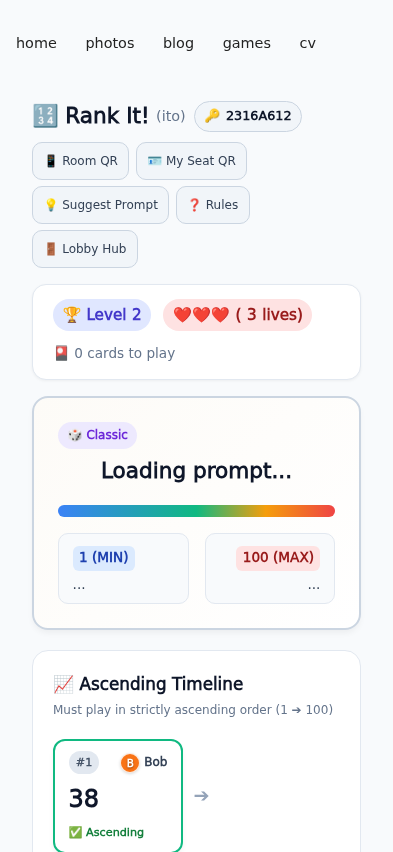 home photos blog games cv
🔢 Rank It! (ito) 🔑 2316A612
📱 Room QR 🪪 My Seat QR
💡 Suggest Prompt ❓ Rules
🚪 Lobby Hub
🏆 Level 2 ❤️❤️❤️ ( 3 lives)
🎴 0 cards to play
🎲 Classic
Loading prompt...
1 (MIN) 100 (MAX)
... ...
📈 Ascending Timeline
Must play in strictly ascending order (1 ➔ 100)
#1 B Bob
38 ➔
✅ Ascending